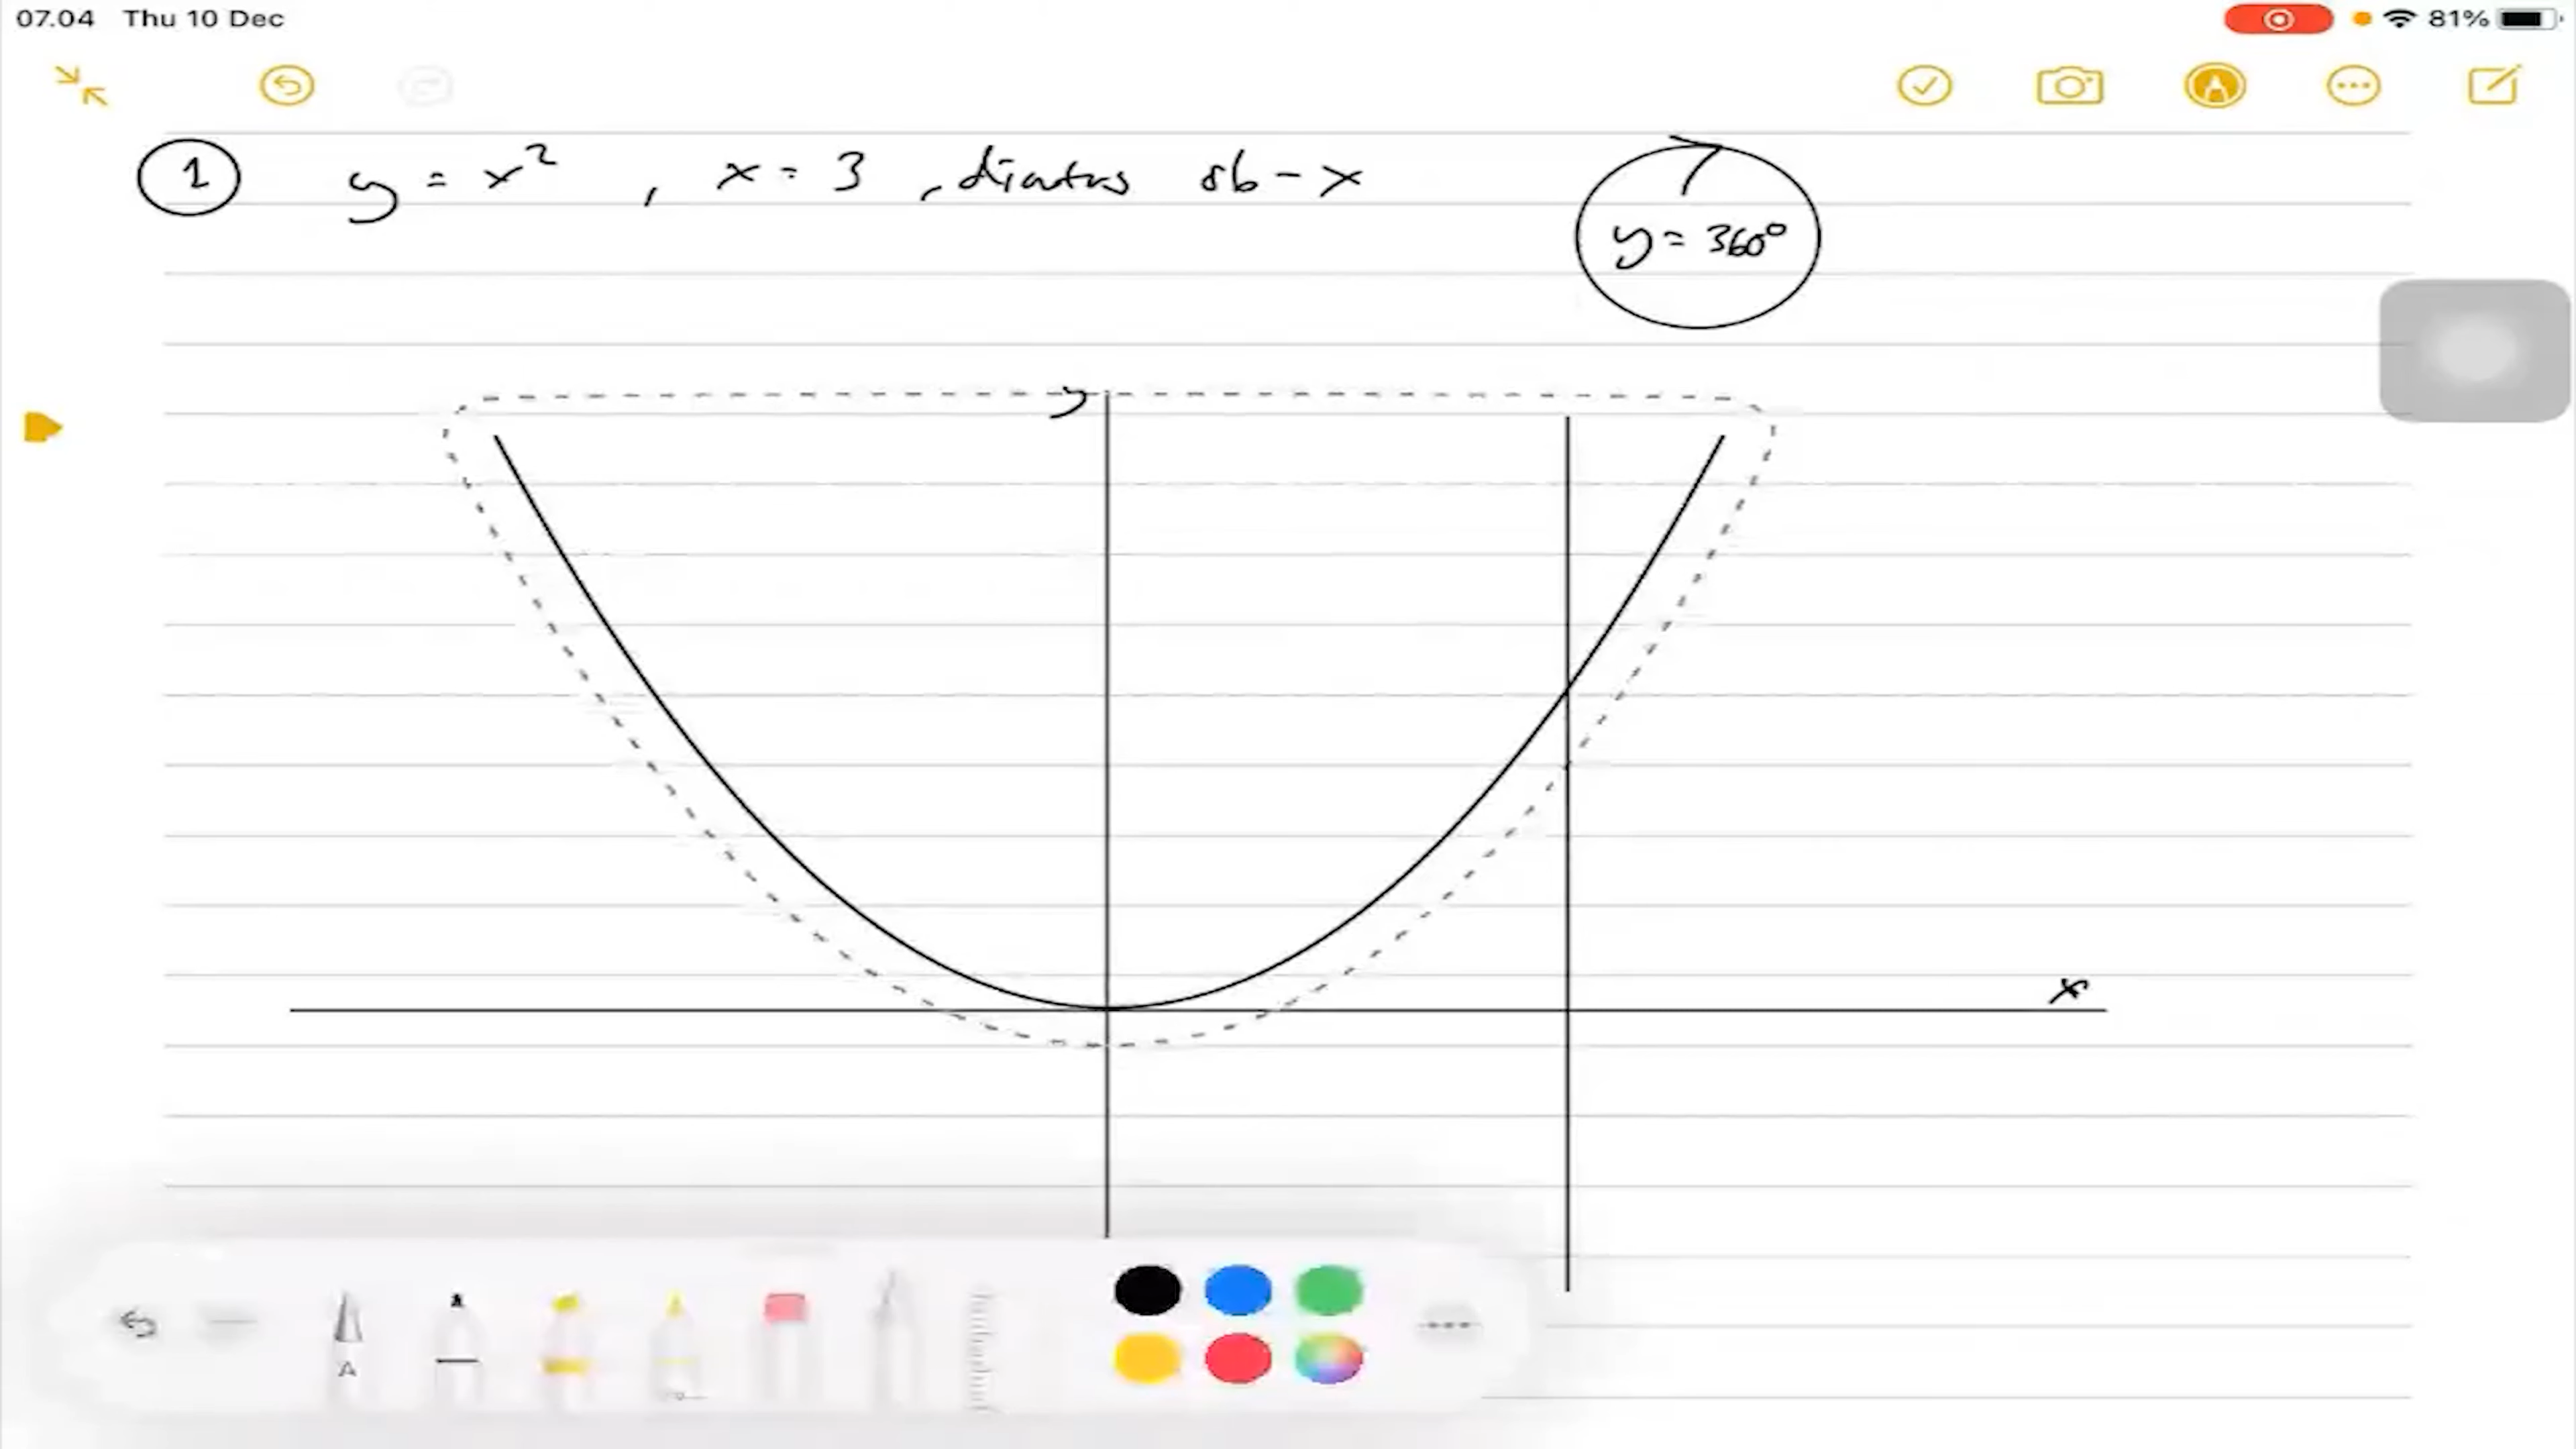 07.04 Thu 10 Dec
81%
1 y = x² , x = 3 , diatas sb - x
y = 360°
y
x
A